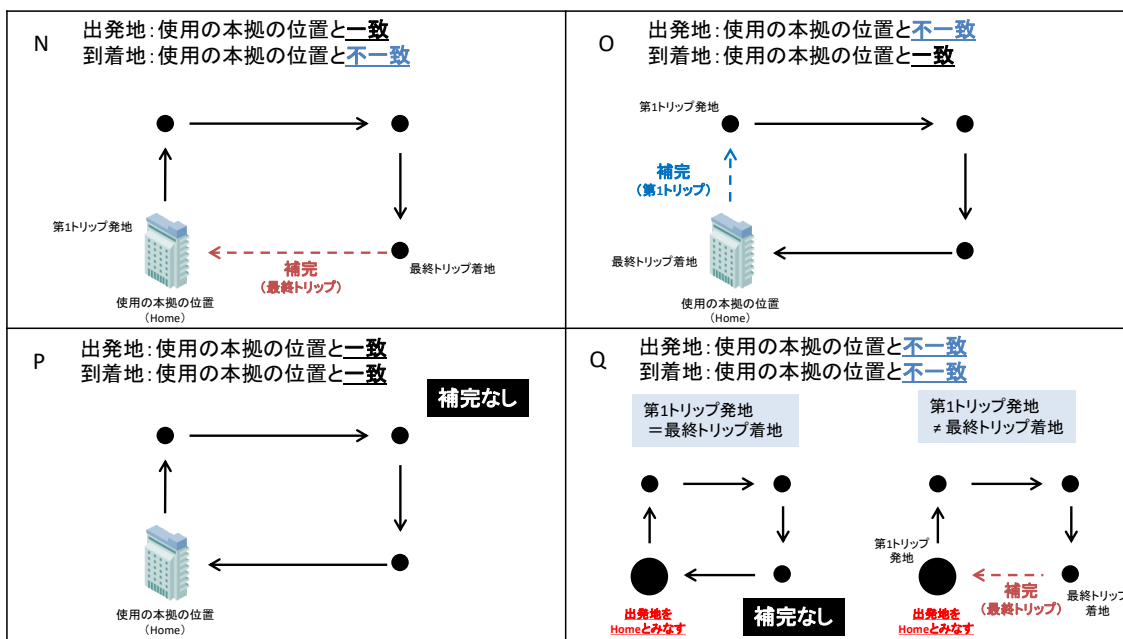 N
出発地:使用の本拠の位置と一致
到着地:使用の本拠の位置と不一致
第1トリップ発地
補完
(最終トリップ)
最終トリップ着地
使用の本拠の位置
(Home)
O
出発地:使用の本拠の位置と不一致
到着地:使用の本拠の位置と一致
第1トリップ発地
補完
(第1トリップ)
最終トリップ着地
使用の本拠の位置
(Home)
P
出発地:使用の本拠の位置と一致
到着地:使用の本拠の位置と一致
補完なし
使用の本拠の位置
(Home)
Q
出発地:使用の本拠の位置と不一致
到着地:使用の本拠の位置と不一致
第1トリップ発地
=最終トリップ着地
出発地を
Homeとみなす
補完なし
第1トリップ発地
≠ 最終トリップ着地
第1トリップ
発地
補完
(最終トリップ)
最終トリップ
着地
出発地を
Homeとみなす